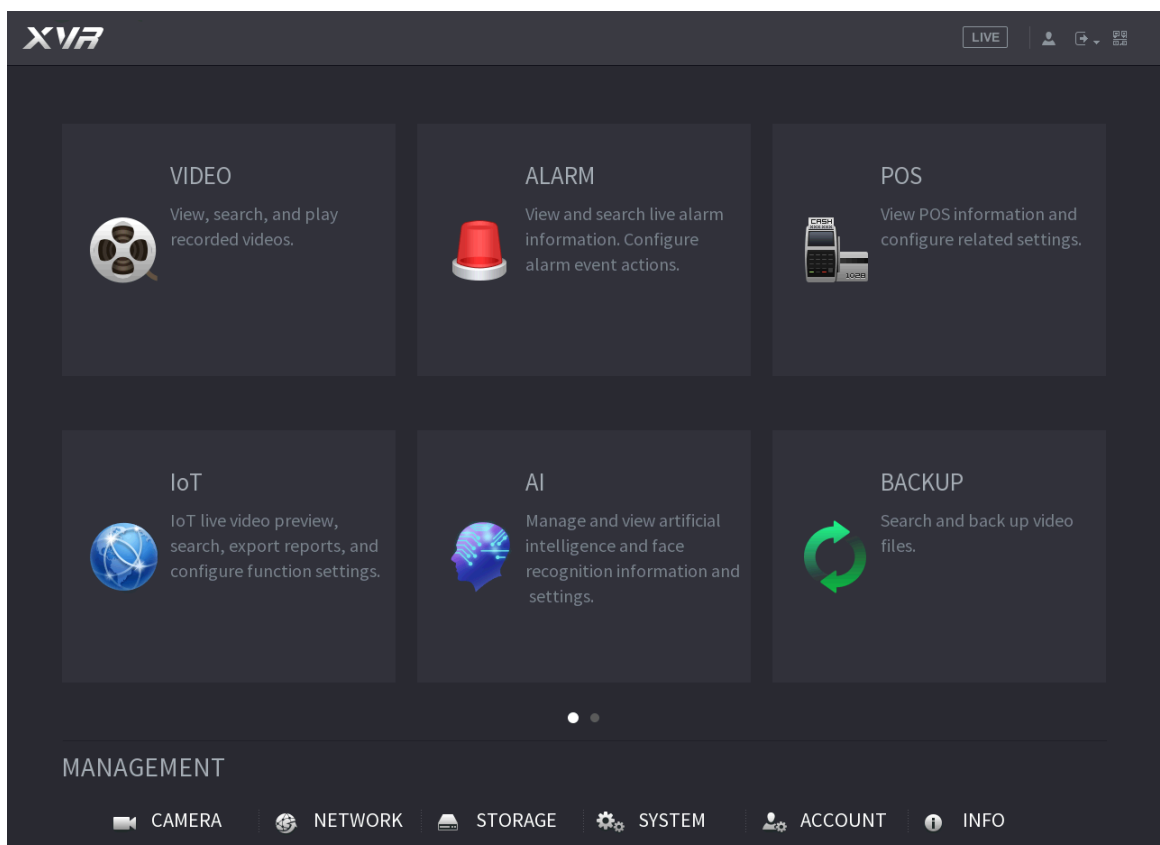 XVR
LIVE
VIDEO
View, search, and play
recorded videos.
ALARM
View and search live alarm
information. Configure
alarm event actions.
POS
View POS information and
configure related settings.
CASH
1028
IoT
IoT live video preview,
search, export reports, and
configure function settings.
AI
Manage and view artificial
intelligence and face
recognition information and
settings.
BACKUP
Search and back up video
files.
MANAGEMENT
CAMERA NETWORK STORAGE SYSTEM ACCOUNT INFO